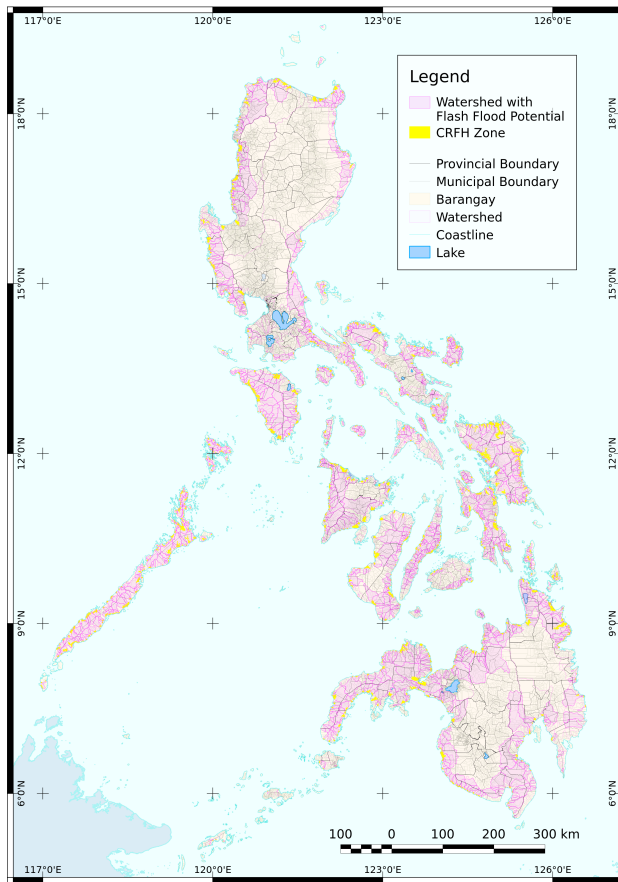 117°0'E 120°0'E 123°0'E 126°0'E
Legend
18°0'N
Watershed with
Flash Flood Potential
18°0'N
CRFH Zone
Provincial Boundary
Municipal Boundary
Barangay
Watershed
Coastline
Lake
15°0'N 15°0'N
12°0'N 12°0'N
9°0'N 9°0'N
6°0'N 6°0'N
100 0 100 200 300 km
117°0'E 120°0'E 123°0'E 126°0'E